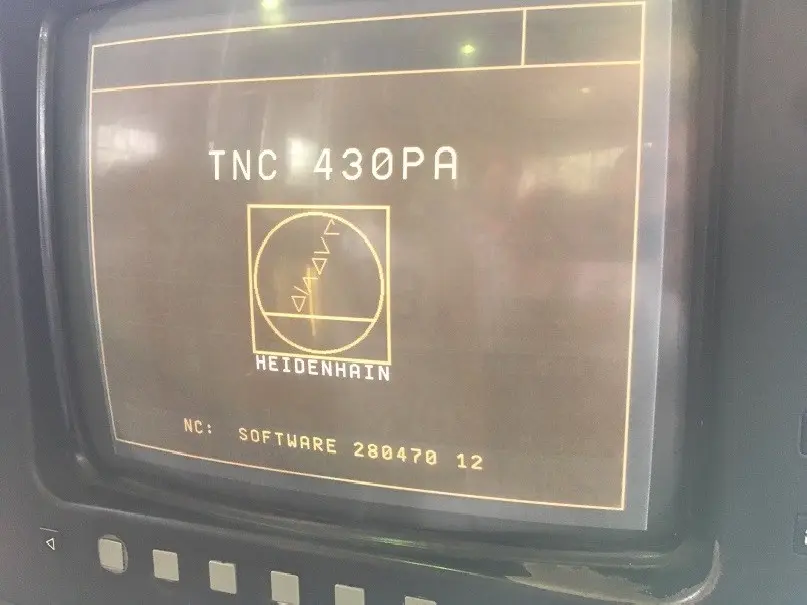 TNC 430PA
HEIDENHAIN
NC: SOFTWARE 280470 12